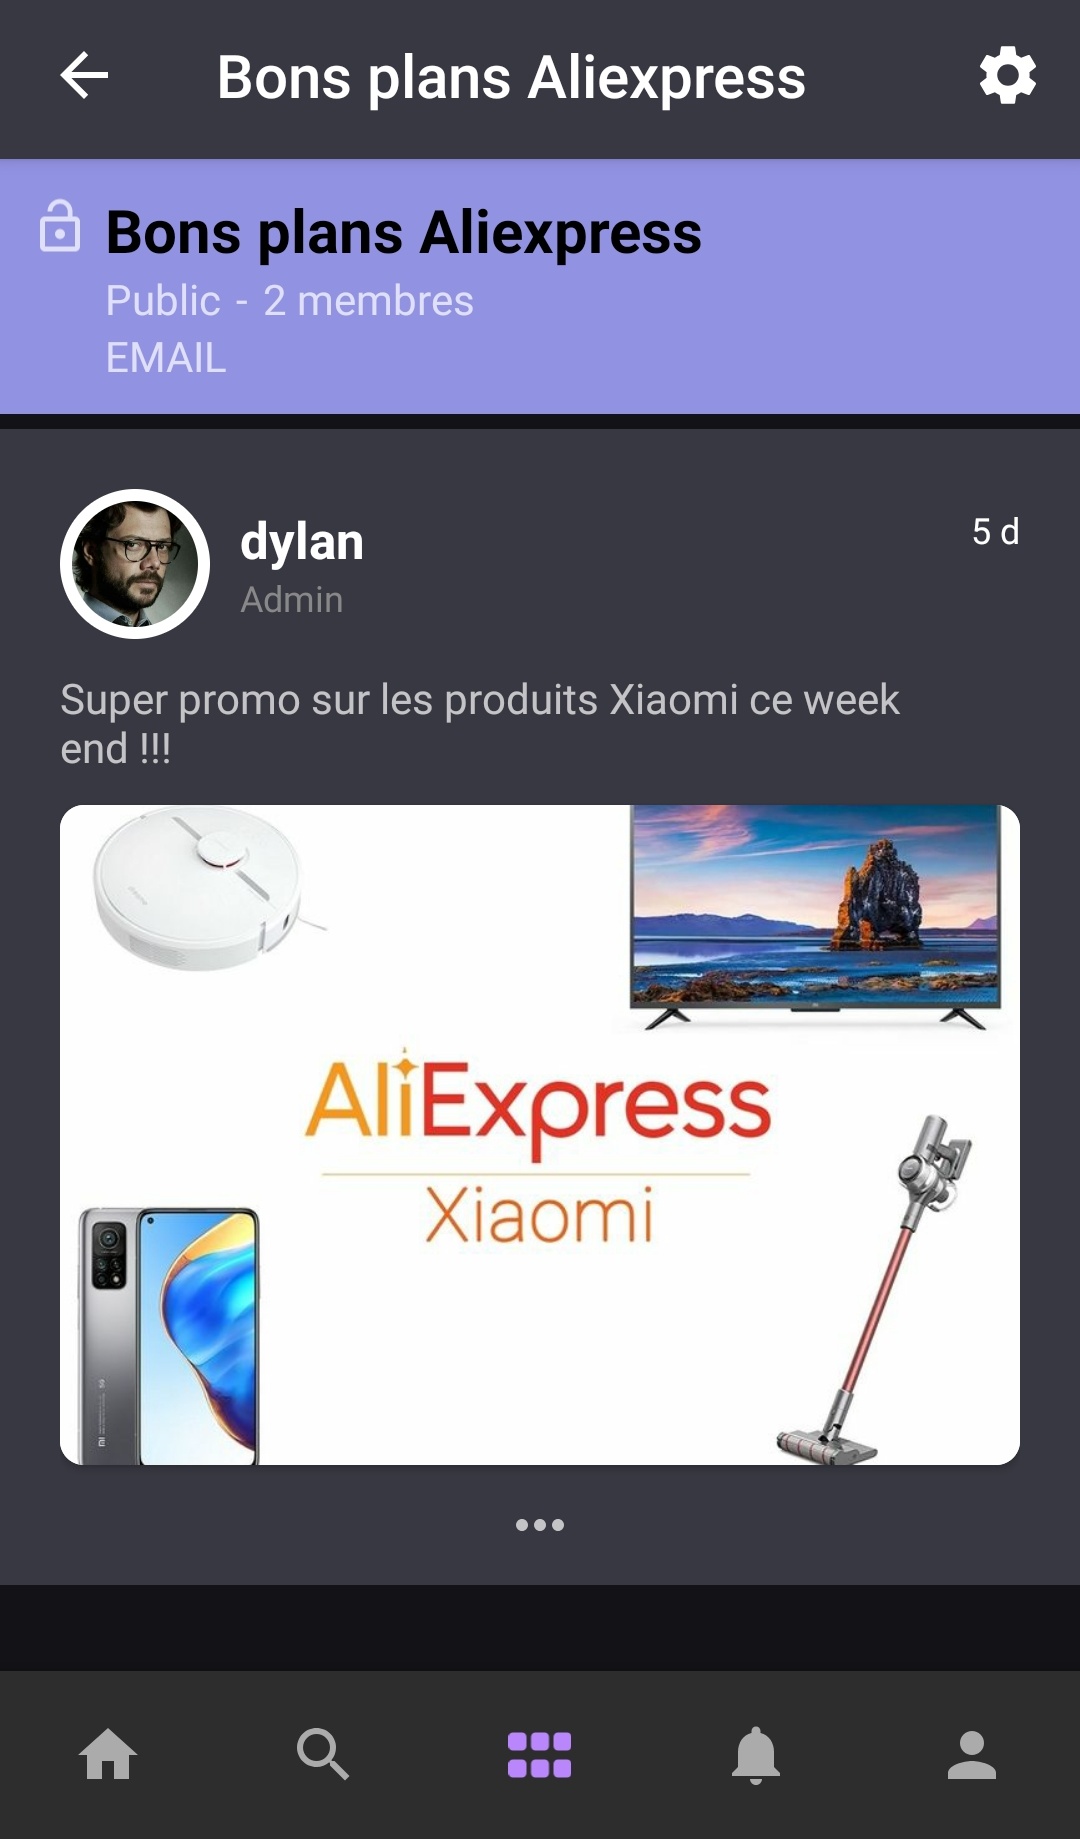 Bons plans Aliexpress
Bons plans Aliexpress
Public - 2 membres
EMAIL
dylan
5 d
Admin
Super promo sur les produits Xiaomi ce week
end !!!
AliExpress
Xiaomi